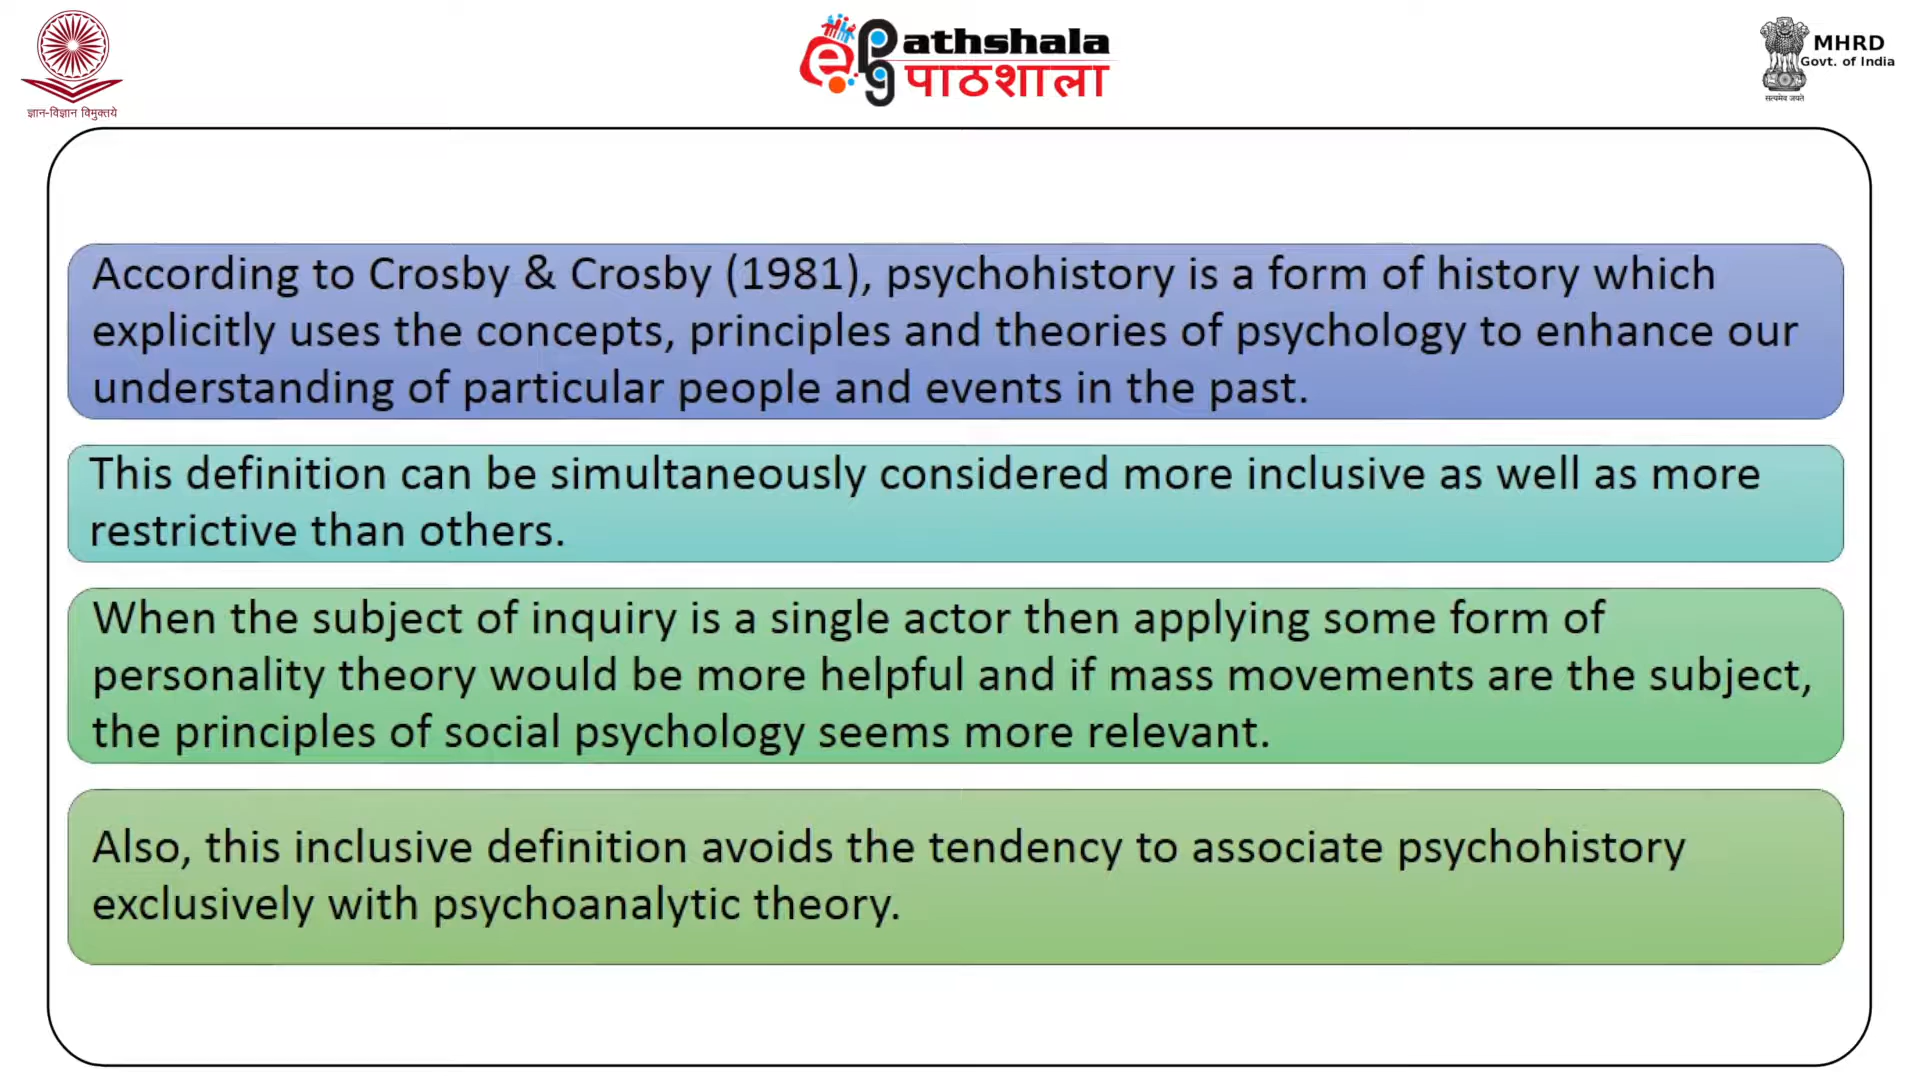 ज्ञान-विज्ञान विमुक्तये
ePG athshala
पाठशाला
MHRD
Govt. of India
सत्यमेव जयते
According to Crosby & Crosby (1981), psychohistory is a form of history which
explicitly uses the concepts, principles and theories of psychology to enhance our
understanding of particular people and events in the past.
This definition can be simultaneously considered more inclusive as well as more
restrictive than others.
When the subject of inquiry is a single actor then applying some form of
personality theory would be more helpful and if mass movements are the subject,
the principles of social psychology seems more relevant.
Also, this inclusive definition avoids the tendency to associate psychohistory
exclusively with psychoanalytic theory.